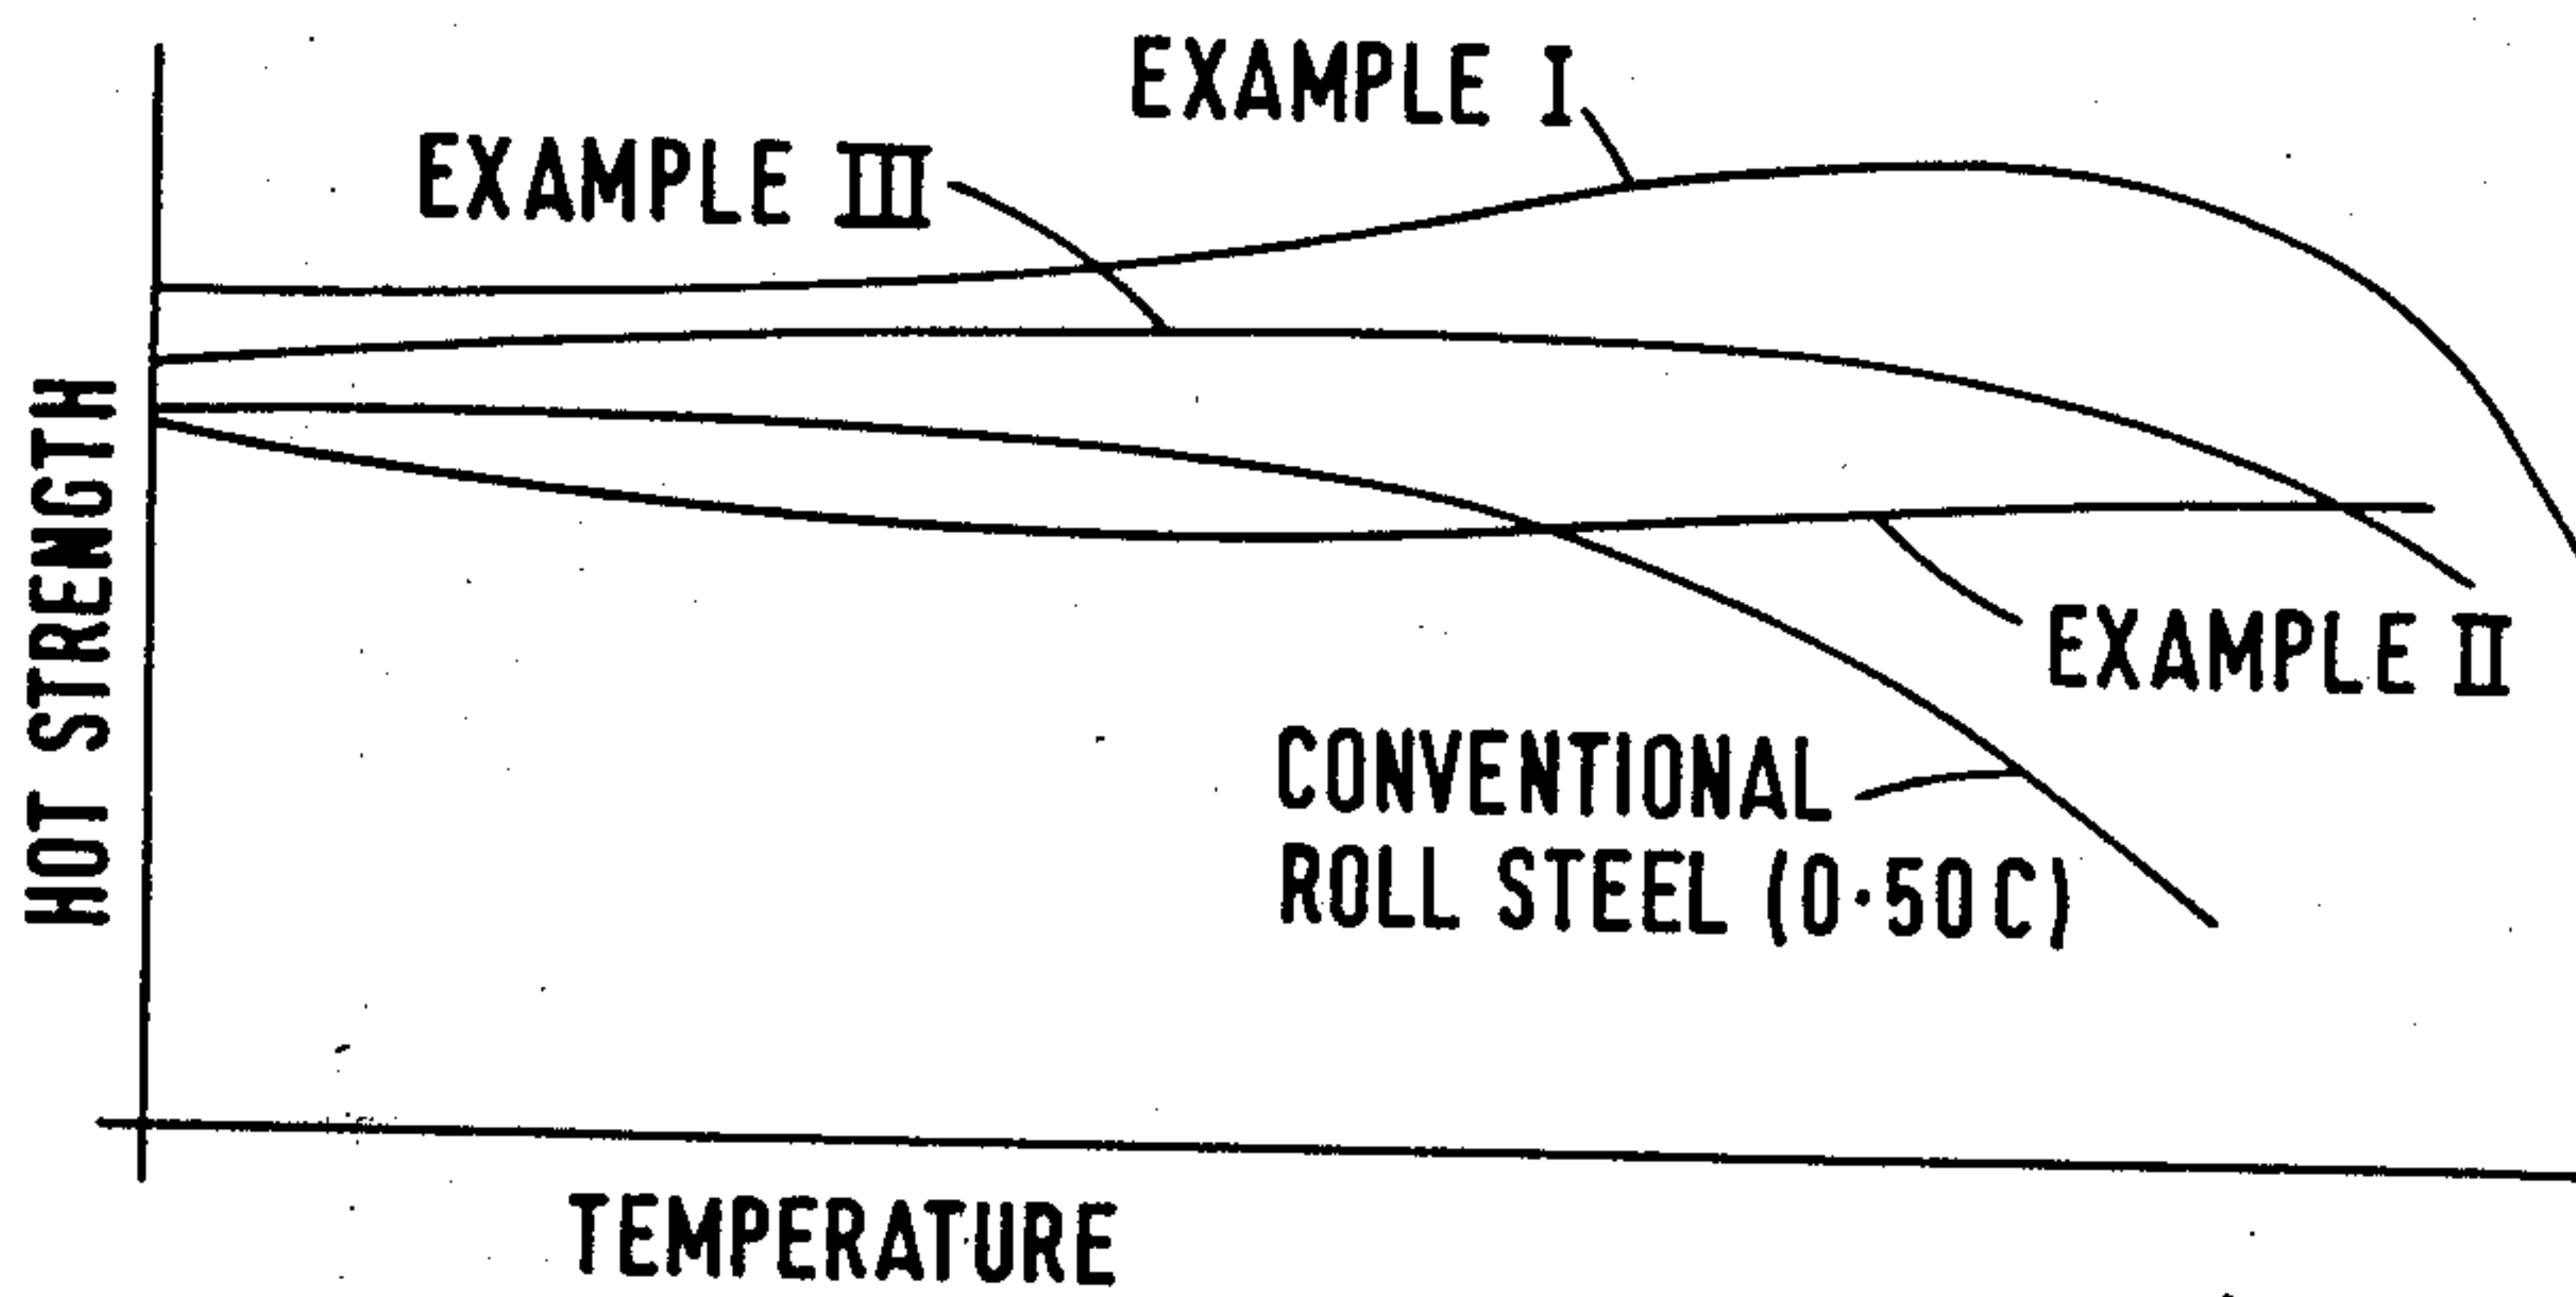 EXAMPLE I
EXAMPLE III
HOT STRENGTH
EXAMPLE II
CONVENTIONAL
ROLL STEEL (0·50C)
TEMPERATURE